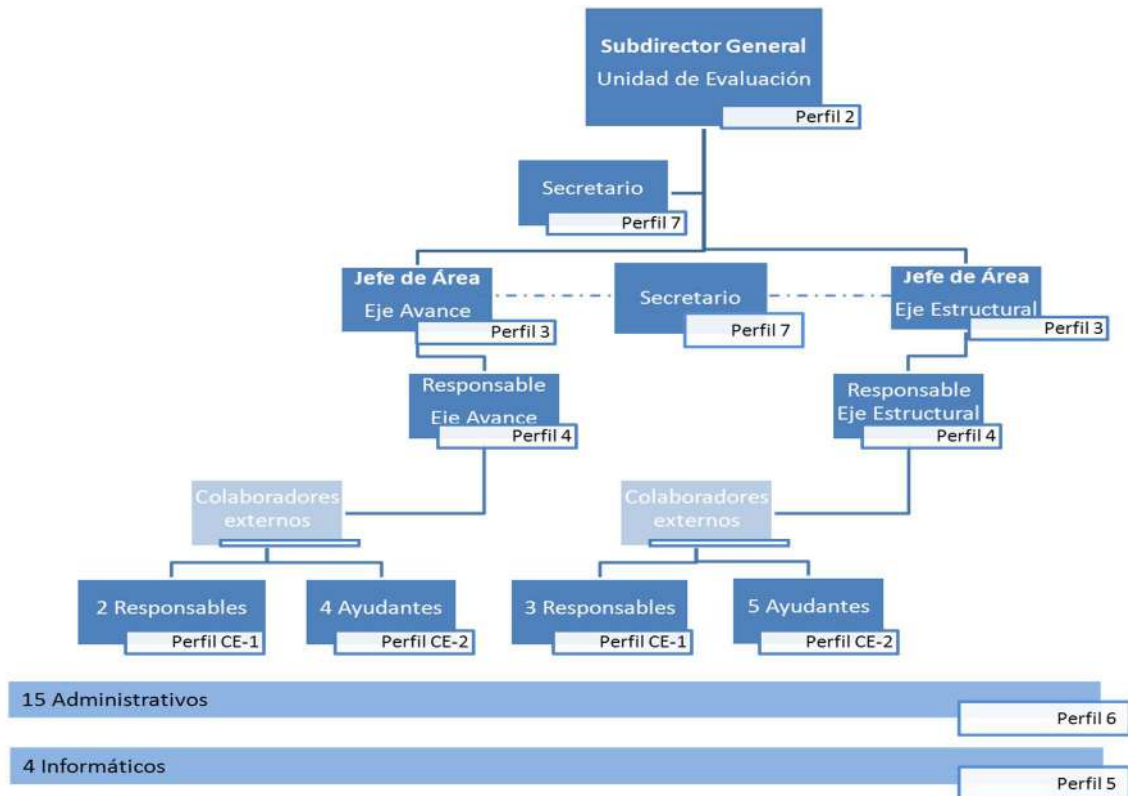 Subdirector General
Unidad de Evaluación
Perfil 2
Secretario
Perfil 7
Jefe de Área
Eje Avance
Perfil 3
Secretario
Perfil 7
Jefe de Área
Eje Estructural
Perfil 3
Responsable
Eje Avance
Perfil 4
Responsable
Eje Estructural
Perfil 4
Colaboradores
externos
Colaboradores
externos
2 Responsables
Perfil CE-1
4 Ayudantes
Perfil CE-2
3 Responsables
Perfil CE-1
5 Ayudantes
Perfil CE-2
15 Administrativos
Perfil 6
4 Informáticos
Perfil 5